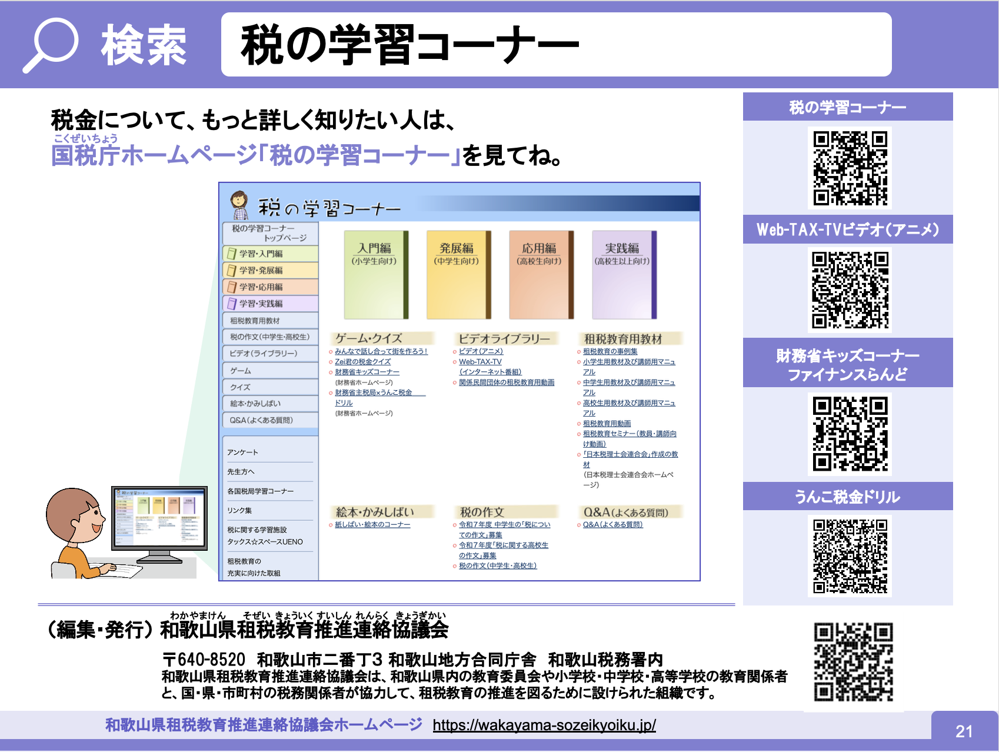 検索
税の学習コーナー
税金について、もっと詳しく知りたい人は、
こくぜいちょう
国税庁ホームページ「税の学習コーナー」を見てね。
税の学習コーナー
税の学習コーナー
トップページ
学習・入門編
学習・発展編
学習・応用編
学習・実践編
租税教育用教材
税の作文(中学生・高校生)
ビデオ(ライブラリー)
ゲーム
クイズ
絵本・かみしばい
Q&A(よくある質問)
アンケート
先生方へ
各国税局学習コーナー
リンク集
税に関する学習施設
タックス☆スペースUENO
租税教育の
充実に向けた取組
入門編
(小学生向け)
発展編
(中学生向け)
応用編
(高校生向け)
実践編
(高校生以上向け)
ゲーム・クイズ
みんなで話し合って街を作ろう!
Zei君の税金クイズ
財務省キッズコーナー
(財務省ホームページ)
財務省主税局×うんこ税金
ドリル
(財務省ホームページ)
ビデオライブラリー
ビデオ(アニメ)
Web-TAX-TV
(インターネット番組)
関係民間団体の租税教育用動画
租税教育用教材
租税教育の事例集
小学生用教材及び講師用マニュ
アル
中学生用教材及び講師用マニュ
アル
高校生用教材及び講師用マニュ
アル
租税教育用動画
租税教育セミナー(教員・講師向
け動画)
「日本税理士会連合会」作成の教
材
(日本税理士会連合会ホームペ
ージ)
絵本・かみしばい
紙しばい・絵本のコーナー
税の作文
令和7年度 中学生の「税につい
ての作文」募集
令和7年度「税に関する高校生
の作文」募集
税の作文(中学生・高校生)
Q&A(よくある質問)
Q&A(よくある質問)
税の学習コーナー
Web-TAX-TVビデオ(アニメ)
財務省キッズコーナー
ファイナンスらんど
うんこ税金ドリル
わかやまけん そぜい きょういく すいしん れんらく きょうぎかい
(編集・発行) 和歌山県租税教育推進連絡協議会
〒640-8520 和歌山市二番丁3 和歌山地方合同庁舎 和歌山税務署内
和歌山県租税教育推進連絡協議会は、和歌山県内の教育委員会や小学校・中学校・高等学校の教育関係者
と、国・県・市町村の税務関係者が協力して、租税教育の推進を図るために設けられた組織です。
和歌山県租税教育推進連絡協議会ホームページ https://wakayama-sozeikyoiku.jp/
21